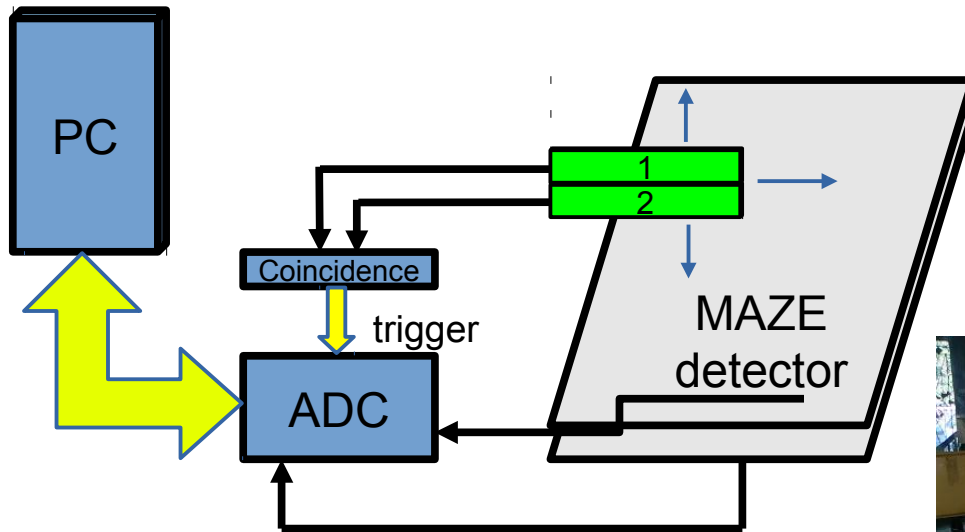 PC
1
2
Coincidence
trigger
MAZE
detector
ADC